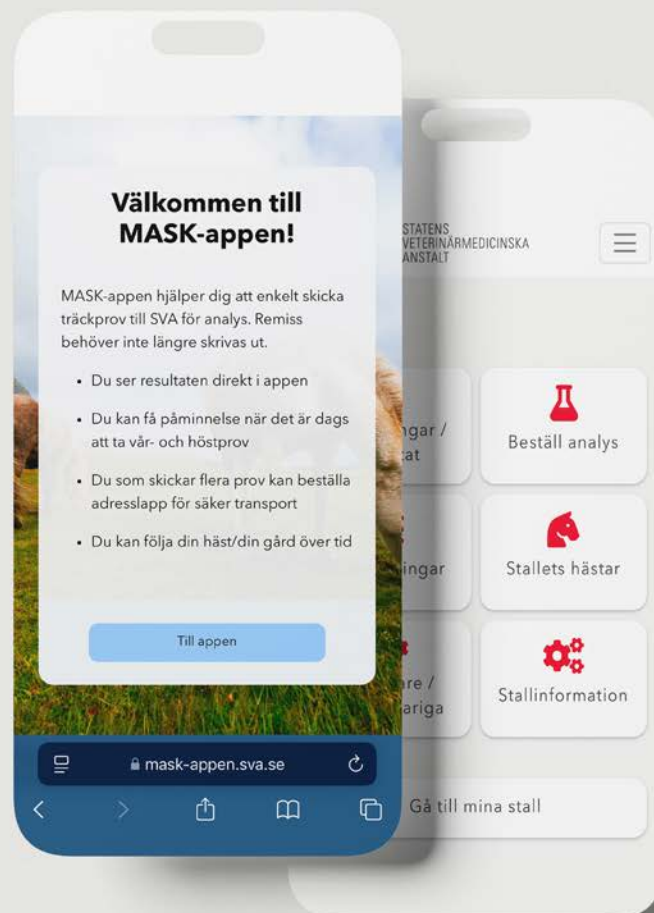 Välkommen till
MASK-appen!
MASK-appen hjälper dig att enkelt skicka
träckprov till SVA för analys. Remiss
behöver inte längre skrivas ut.
• Du ser resultaten direkt i appen
• Du kan få påminnelse när det är dags
att ta vår- och höstprov
• Du som skickar flera prov kan beställa
adresslapp för säker transport
• Du kan följa din häst/din gård över tid
Till appen
mask-appen.sva.se
STATENS
VETERINÄRMEDICINSKA
ANSTALT
Beställ analys
Stallets hästar
Stallinformation
Gå till mina stall